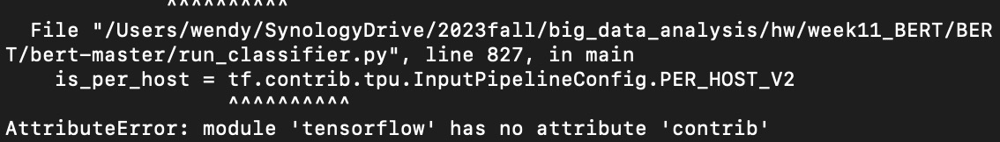 ^^^^^^^^^^
  File "/Users/wendy/SynologyDrive/2023fall/big_data_analysis/hw/week11_BERT/BER
T/bert-master/run_classifier.py", line 827, in main
    is_per_host = tf.contrib.tpu.InputPipelineConfig.PER_HOST_V2
                  ^^^^^^^^^^
AttributeError: module 'tensorflow' has no attribute 'contrib'